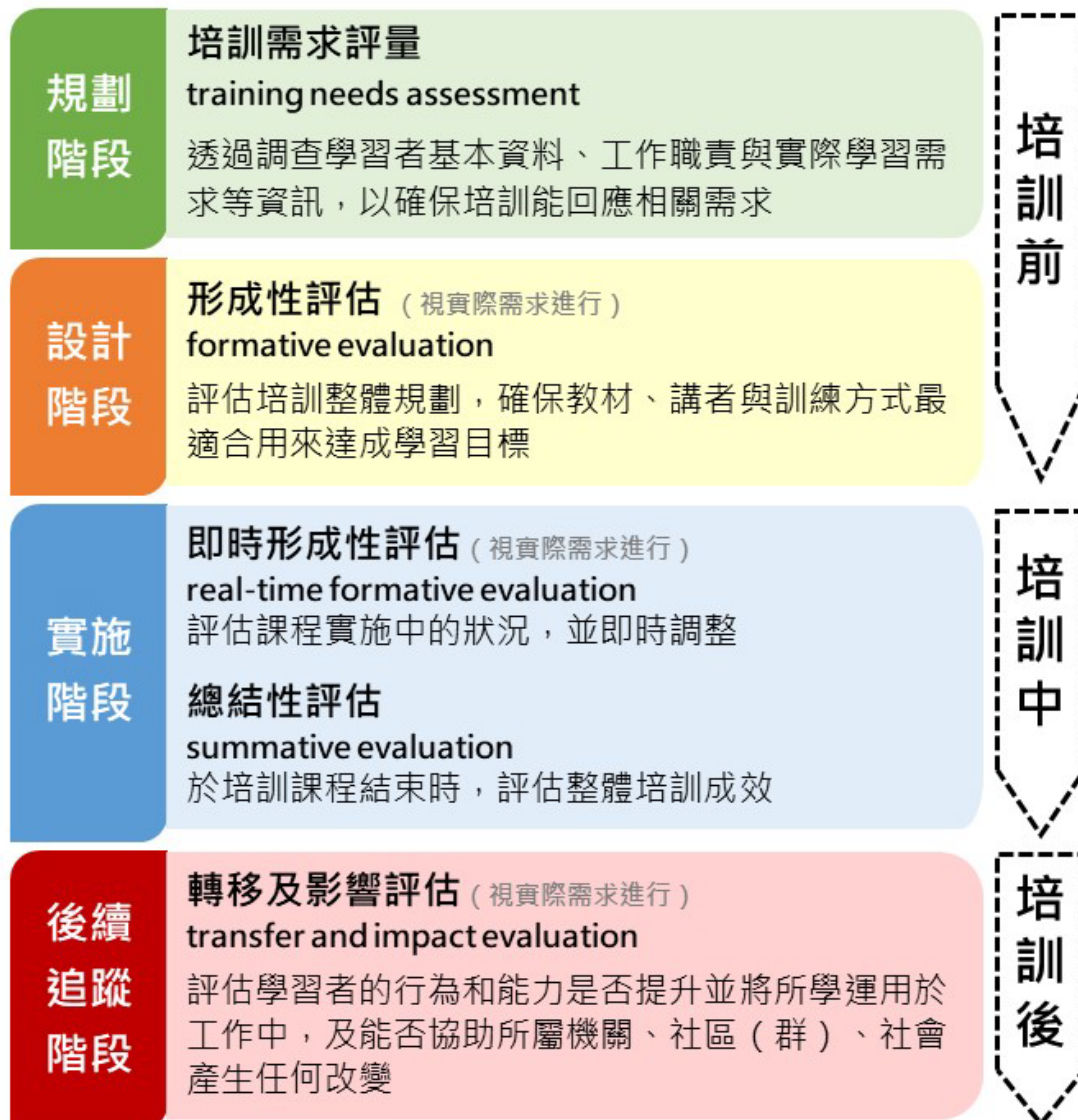 規劃
階段
培訓需求評量
training needs assessment
透過調查學習者基本資料、工作職責與實際學習需
求等資訊，以確保培訓能回應相關需求
設計
階段
形成性評估（視實際需求進行）
formative evaluation
評估培訓整體規劃，確保教材、講者與訓練方式最
適合用來達成學習目標
培訓前
實施
階段
即時形成性評估（視實際需求進行）
real-time formative evaluation
評估課程實施中的狀況，並即時調整
總結性評估
summative evaluation
於培訓課程結束時，評估整體培訓成效
培訓中
後續
追蹤
階段
轉移及影響評估（視實際需求進行）
transfer and impact evaluation
評估學習者的行為和能力是否提升並將所學運用於
工作中，及能否協助所屬機關、社區（群）、社會
產生任何改變
培訓後